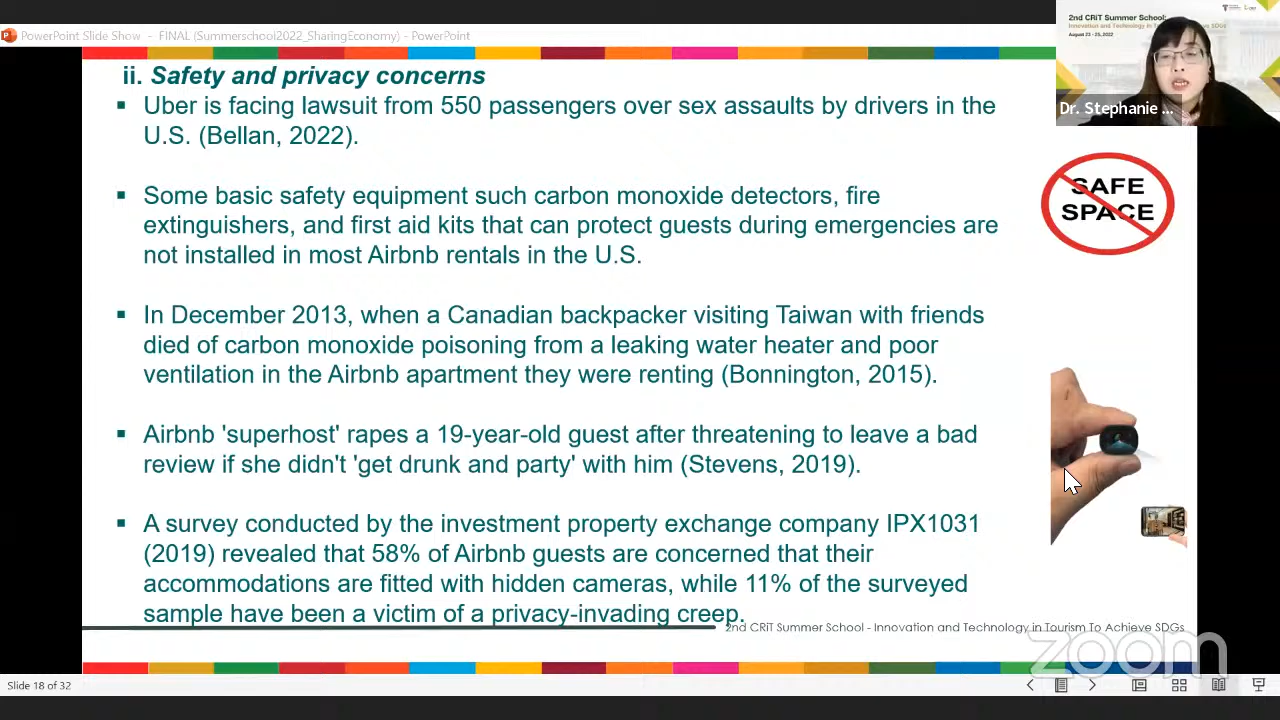 PowerPoint Slide Show - FINAL (Summerschool2022_SharingEconomy) - PowerPoint
2nd CRiT Summer School:
August 23 - 25, 2022
Dr. Stephanie ...
ii. Safety and privacy concerns
▪ Uber is facing lawsuit from 550 passengers over sex assaults by drivers in the
U.S. (Bellan, 2022).
▪ Some basic safety equipment such carbon monoxide detectors, fire
extinguishers, and first aid kits that can protect guests during emergencies are
not installed in most Airbnb rentals in the U.S.
▪ In December 2013, when a Canadian backpacker visiting Taiwan with friends
died of carbon monoxide poisoning from a leaking water heater and poor
ventilation in the Airbnb apartment they were renting (Bonnington, 2015).
▪ Airbnb 'superhost' rapes a 19-year-old guest after threatening to leave a bad
review if she didn't 'get drunk and party' with him (Stevens, 2019).
▪ A survey conducted by the investment property exchange company IPX1031
(2019) revealed that 58% of Airbnb guests are concerned that their
accommodations are fitted with hidden cameras, while 11% of the surveyed
sample have been a victim of a privacy-invading creep.
SAFE
SPACE
2nd CRiT Summer School - Innovation and Technology in Tourism To Achieve SDGs
zoom
Slide 18 of 32